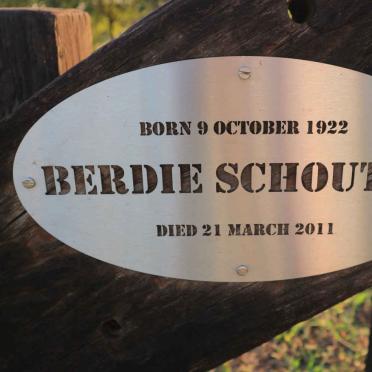 BORN 9 OCTOBER 1922
BERDIE SCHOUT
DIED 21 MARCH 2011